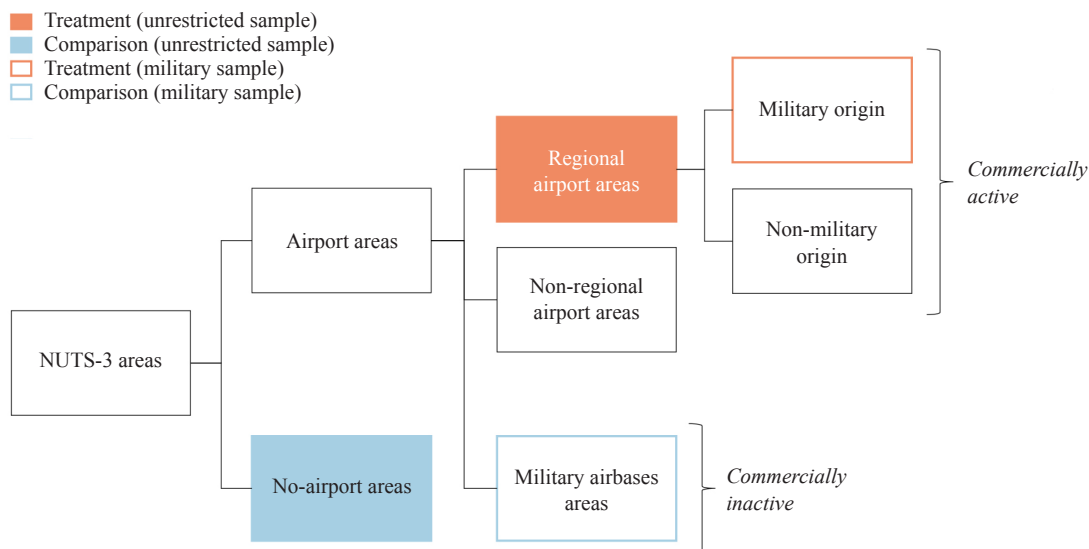 Treatment (unrestricted sample)
Comparison (unrestricted sample)
Treatment (military sample)
Comparison (military sample)
Military origin
Regional
airport areas
Commercially
active
Airport areas
Non-military
origin
Non-regional
airport areas
NUTS-3 areas
No-airport areas
Military airbases
areas
Commercially
inactive